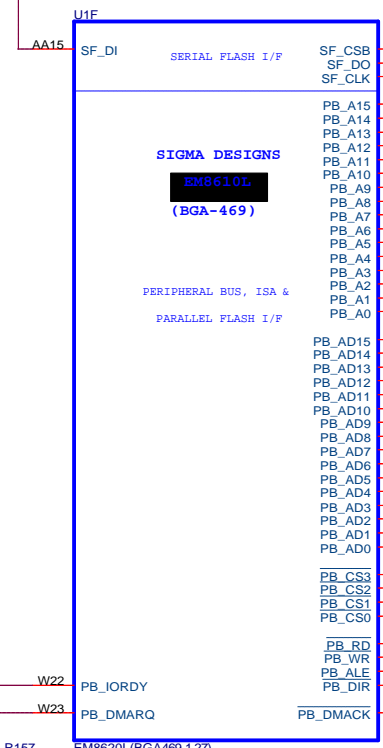 U1F
AA15 SF_DI
SERIAL FLASH I/F
SF_CSB
SF_DO
SF_CLK
PB_A15
PB_A14
PB_A13
PB_A12
PB_A11
PB_A10
PB_A9
PB_A8
PB_A7
PB_A6
PB_A5
PB_A4
PB_A3
PB_A2
PB_A1
PB_A0
SIGMA DESIGNS
EM8610L
(BGA-469)
PERIPHERAL BUS, ISA &
PARALLEL FLASH I/F
PB_AD15
PB_AD14
PB_AD13
PB_AD12
PB_AD11
PB_AD10
PB_AD9
PB_AD8
PB_AD7
PB_AD6
PB_AD5
PB_AD4
PB_AD3
PB_AD2
PB_AD1
PB_AD0
PB_CS3
PB_CS2
PB_CS1
PB_CS0
PB_RD
PB_WR
PB_ALE
PB_DIR
W22 PB_IORDY
W23 PB_DMARQ
PB_DMACK
R157
EM8620L(BGA469 1.27)